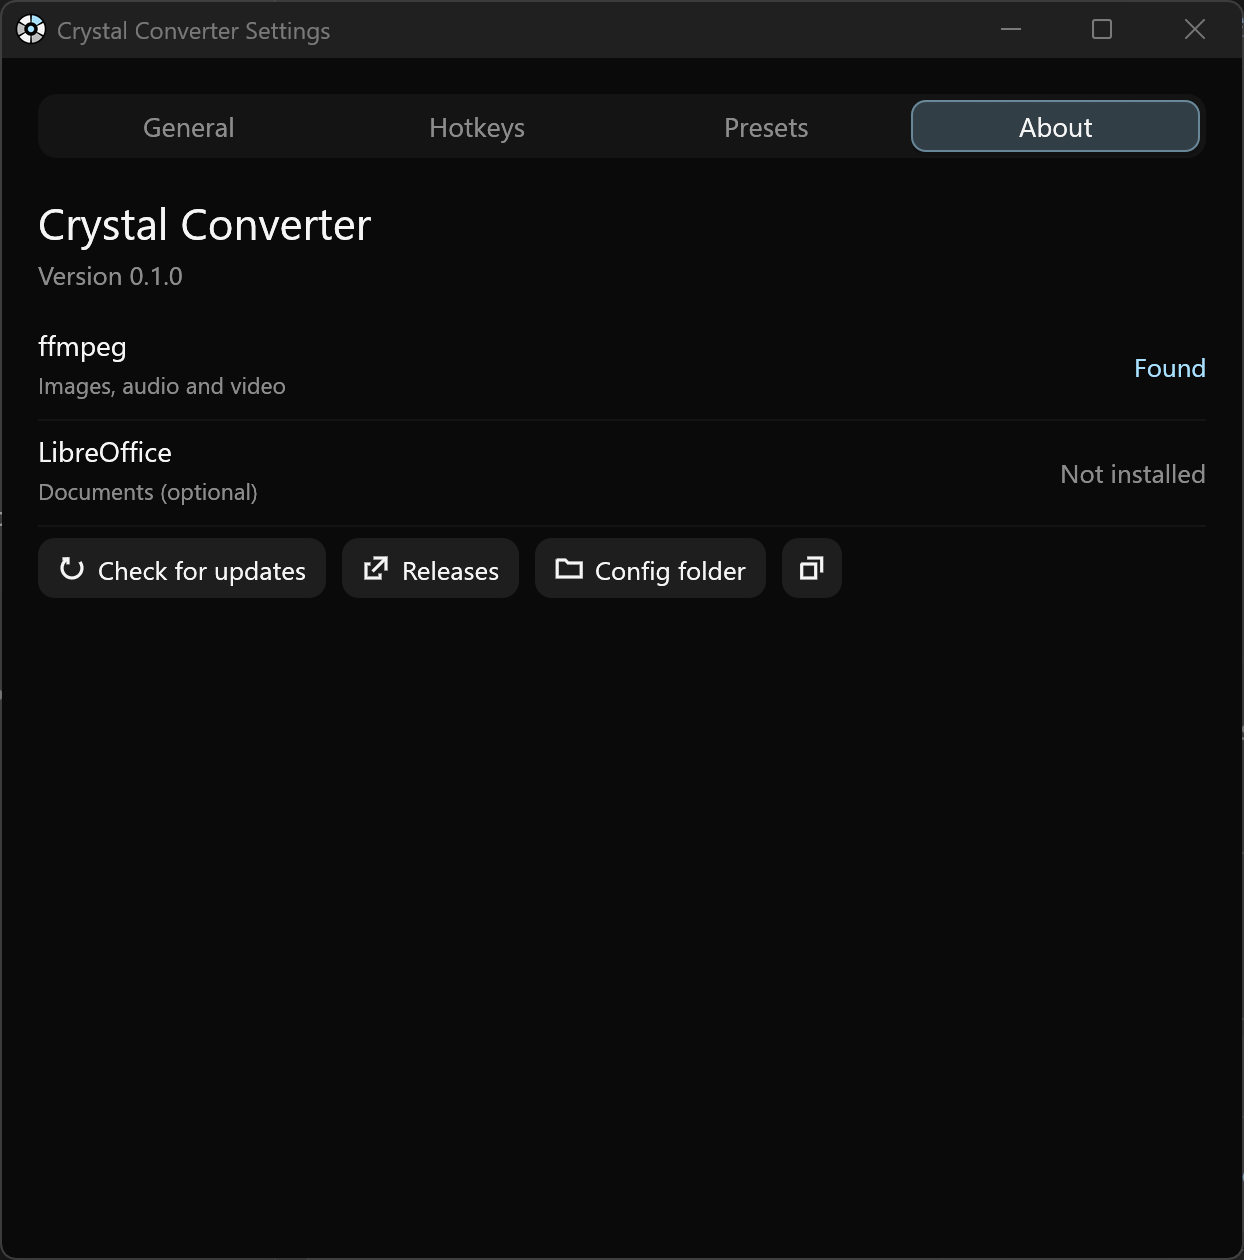 Crystal Converter Settings
General Hotkeys Presets About
Crystal Converter
Version 0.1.0
ffmpeg
Images, audio and video
Found
LibreOffice
Documents (optional)
Not installed
Check for updates Releases Config folder